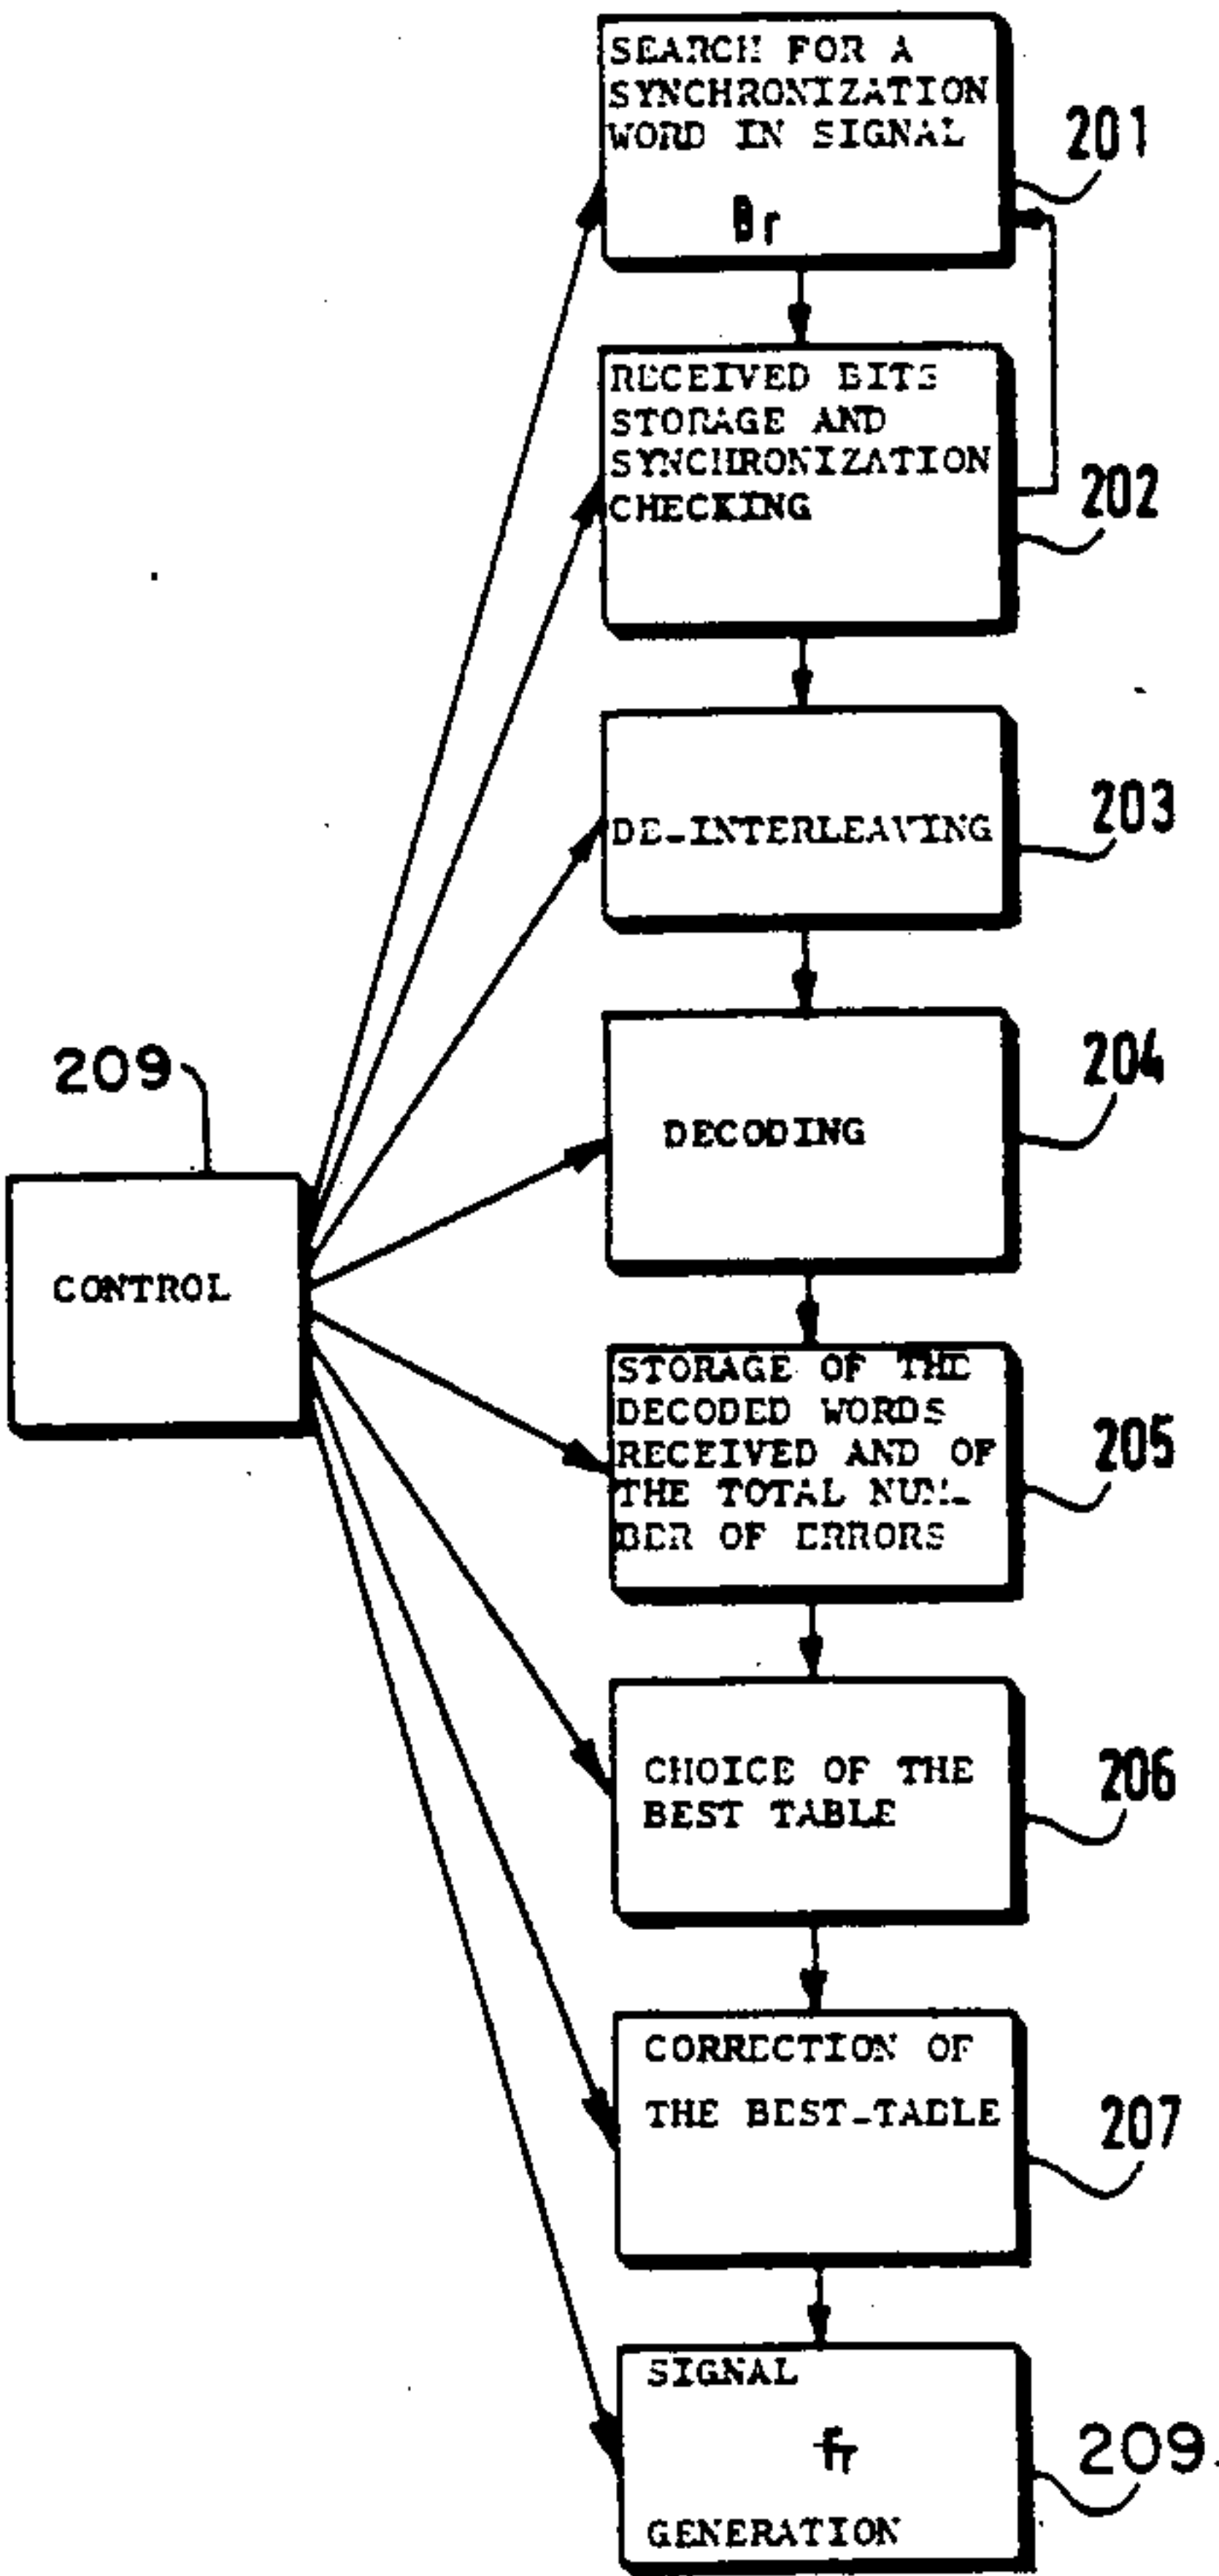 SEARCH FOR A
SYNCHRONIZATION
WORD IN SIGNAL
θr
201
RECEIVED BITS
STORAGE AND
SYNCHRONIZATION
CHECKING
202
DE-INTERLEAVING
203
DECODING
204
209
CONTROL
STORAGE OF THE
DECODED WORDS
RECEIVED AND OF
THE TOTAL NUM-
BER OF ERRORS
205
CHOICE OF THE
BEST TABLE
206
CORRECTION OF
THE BEST-TABLE
207
SIGNAL
fr
GENERATION
209.